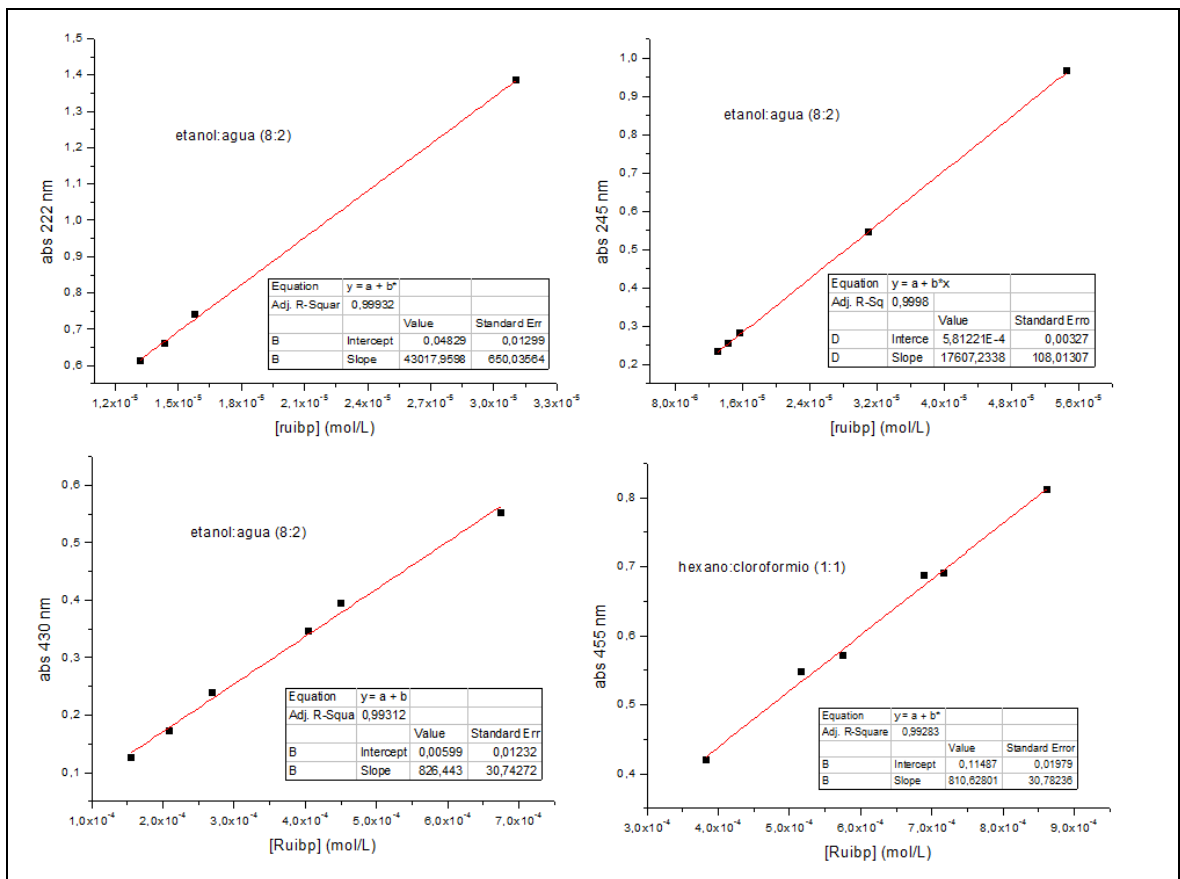 1,5
1,4
1,3
1,2
1,1
1,0
0,9
0,8
0,7
0,6
abs 222 nm
etanol:agua (8:2)
Equation y = a + b*
Adj. R-Squar 0,99932
Value Standard Err
B Intercept 0,04829 0,01299
B Slope 43017,9598 650,03564
1,2x10⁻⁵ 1,5x10⁻⁵ 1,8x10⁻⁵ 2,1x10⁻⁵ 2,4x10⁻⁵ 2,7x10⁻⁵ 3,0x10⁻⁵ 3,3x10⁻⁵
[ruibp] (mol/L)
1,0
0,9
0,8
0,7
0,6
0,5
0,4
0,3
0,2
abs 245 nm
etanol:agua (8:2)
Equation y = a + b*x
Adj. R-Sq 0,9998
Value Standard Erro
D Interce 5,81221E-4 0,00327
D Slope 17607,2338 108,01307
8,0x10⁻⁶ 1,6x10⁻⁵ 2,4x10⁻⁵ 3,2x10⁻⁵ 4,0x10⁻⁵ 4,8x10⁻⁵ 5,6x10⁻⁵
[ruibp] (mol/L)
0,6
0,5
0,4
0,3
0,2
0,1
abs 430 nm
etanol:agua (8:2)
Equation y = a + b
Adj. R-Squa 0,99312
Value Standard Err
B Intercept 0,00599 0,01232
B Slope 826,443 30,74272
1,0x10⁻⁴ 2,0x10⁻⁴ 3,0x10⁻⁴ 4,0x10⁻⁴ 5,0x10⁻⁴ 6,0x10⁻⁴ 7,0x10⁻⁴
[Ruibp] (mol/L)
0,8
0,7
0,6
0,5
0,4
abs 455 nm
hexano:cloroformio (1:1)
Equation y = a + b*
Adj. R-Square 0,99283
Value Standard Error
B Intercept 0,11487 0,01979
B Slope 810,62801 30,78236
3,0x10⁻⁴ 4,0x10⁻⁴ 5,0x10⁻⁴ 6,0x10⁻⁴ 7,0x10⁻⁴ 8,0x10⁻⁴ 9,0x10⁻⁴
[Ruibp] (mol/L)